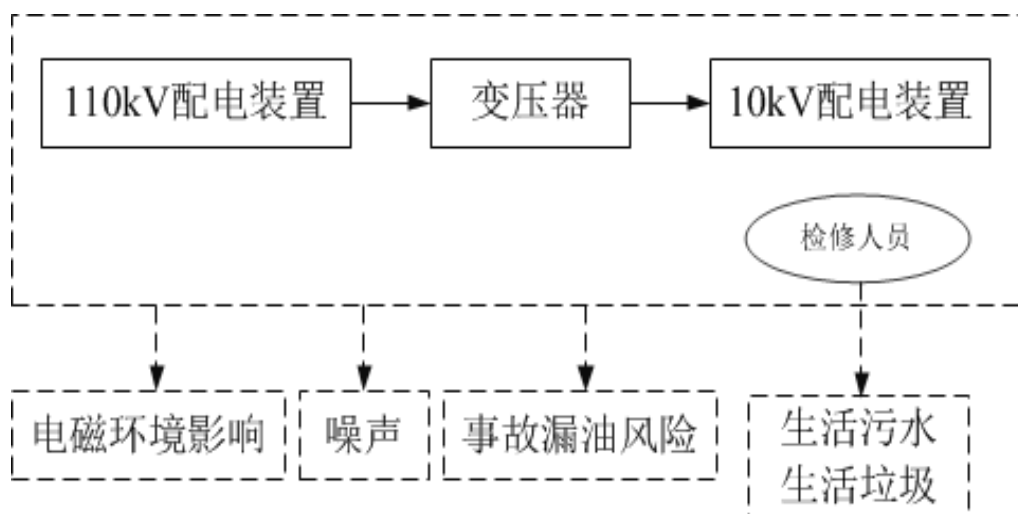 110kV配电装置
变压器
10kV配电装置
检修人员
电磁环境影响
噪声
事故漏油风险
生活污水
生活垃圾